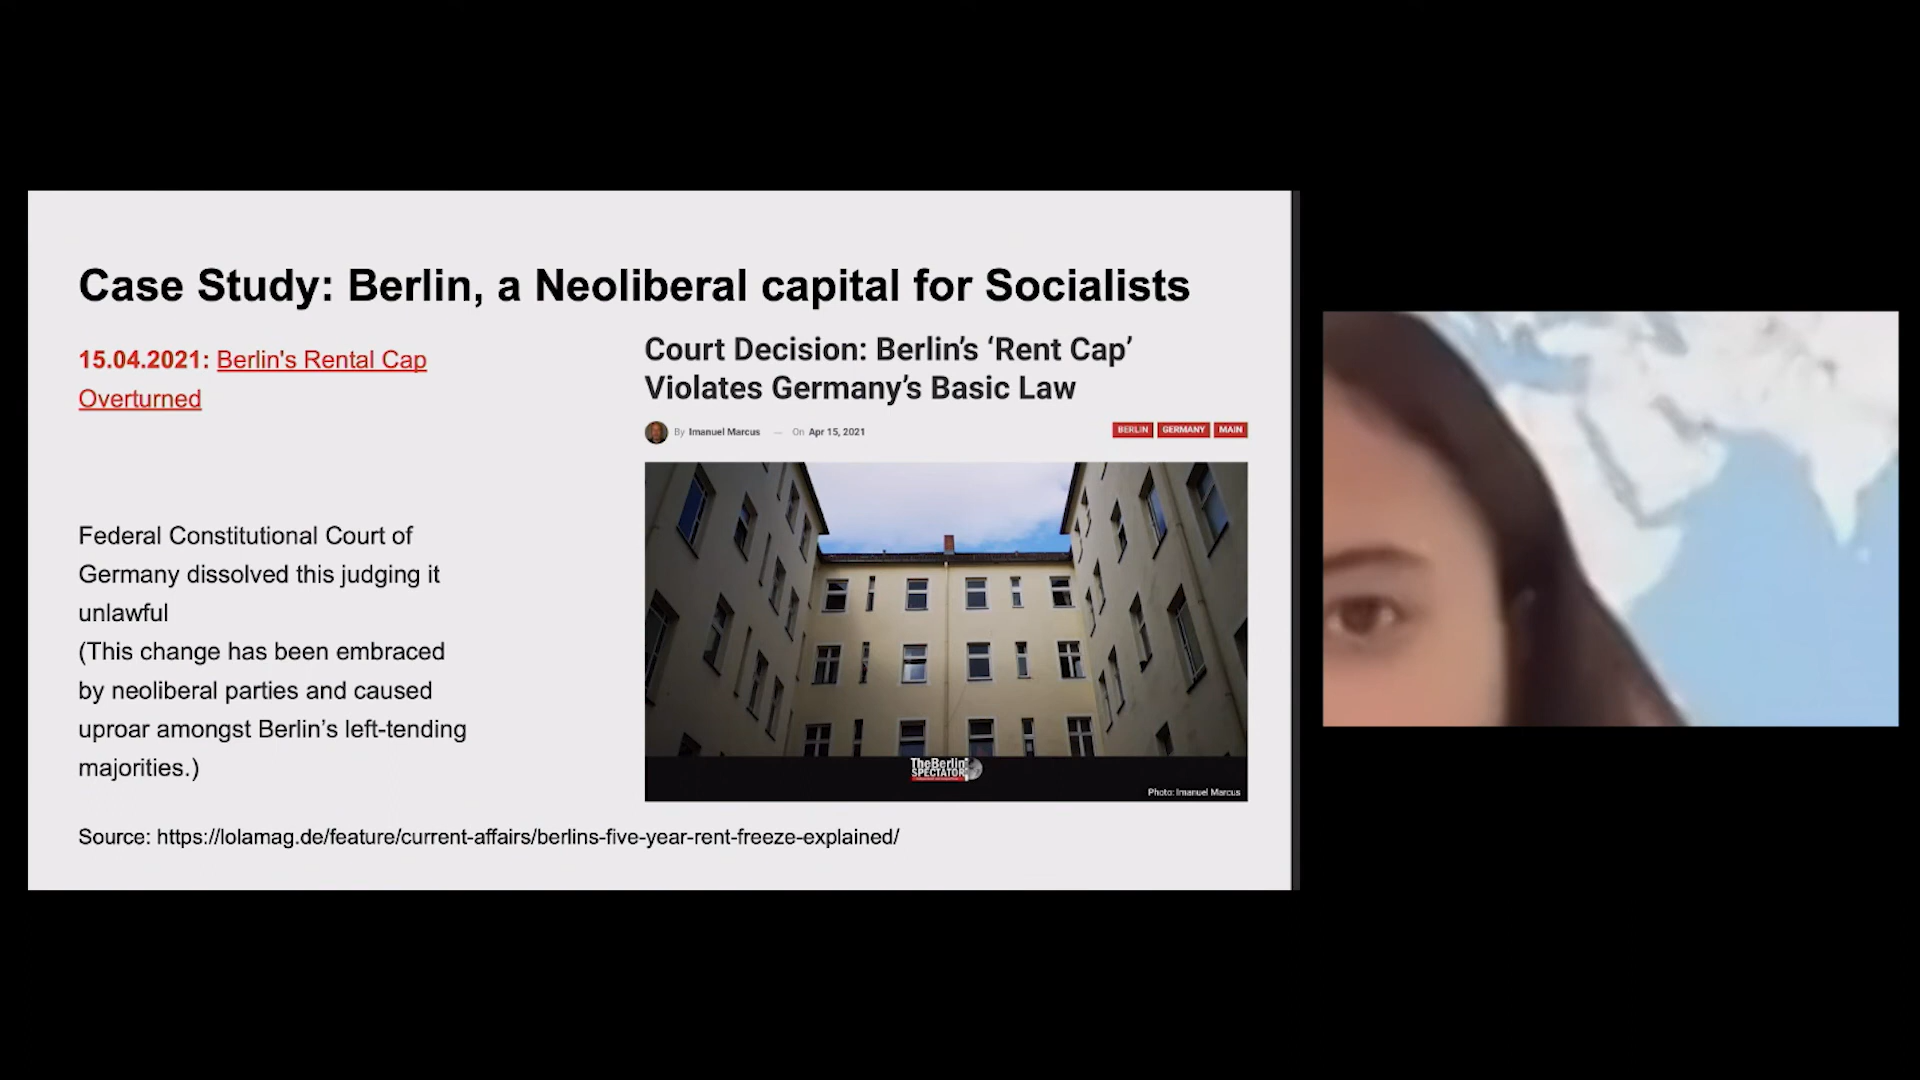 Case Study: Berlin, a Neoliberal capital for Socialists
15.04.2021: Berlin's Rental Cap
Overturned
Federal Constitutional Court of
Germany dissolved this judging it
unlawful
(This change has been embraced
by neoliberal parties and caused
uproar amongst Berlin’s left-tending
majorities.)
Court Decision: Berlin’s ‘Rent Cap’
Violates Germany’s Basic Law
By Imanuel Marcus — On Apr 15, 2021
BERLIN GERMANY MAIN
TheBerlin
SPECTATOR
Photo: Imanuel Marcus
Source: https://lolamag.de/feature/current-affairs/berlins-five-year-rent-freeze-explained/